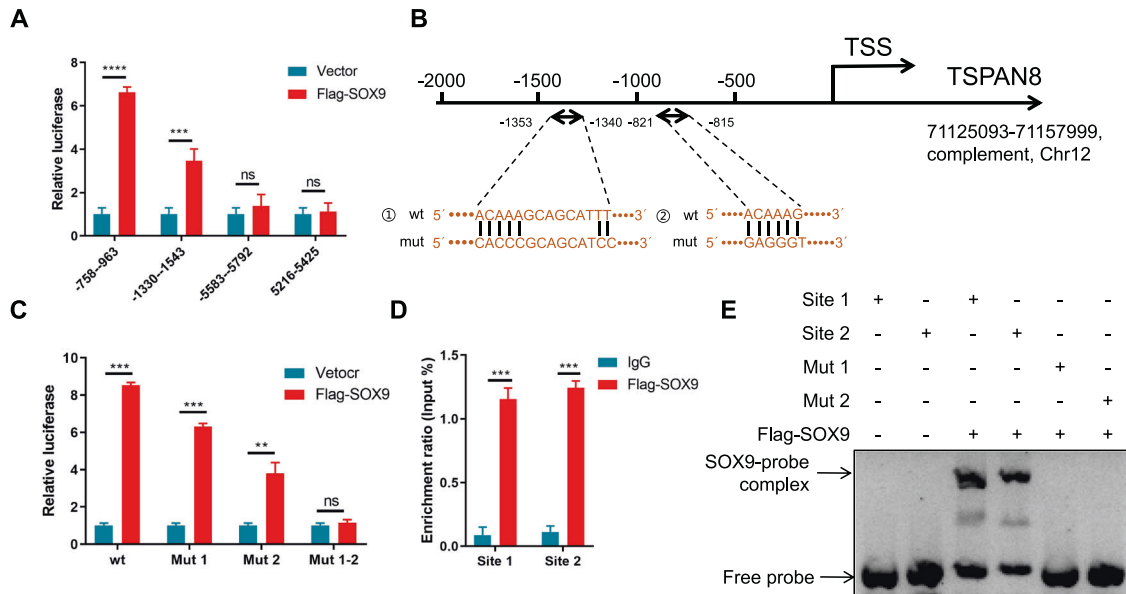 A
Relative luciferase
8
6
4
2
0
****
***
ns
ns
Vector
Flag-SOX9
-758--963
-1330--1543
-5583--5792
5216-5425
B
TSS
-2000
-1500
-1000
-500
TSPAN8
-1353
-1340
-821
-815
71125093-71157999,
complement, Chr12
① wt 5´ ••••ACAAAGCAGCATTT••••3´
mut 5´ ••••CACCCGCAGCATCC••••3´
② wt 5´ ••••ACAAAG••••3´
mut 5´ ••••GAGGGT••••3´
C
Relative luciferase
10
8
6
4
2
0
***
***
**
ns
Vetocr
Flag-SOX9
wt
Mut 1
Mut 2
Mut 1-2
D
Enrichment ratio (Input %)
1.5
1.0
0.5
0.0
***
***
IgG
Flag-SOX9
Site 1
Site 2
E
Site 1 + - + - - -
Site 2 - + - + - -
Mut 1 - - - - + -
Mut 2 - - - - - +
Flag-SOX9 - - + + + +
SOX9-probe
complex
Free probe